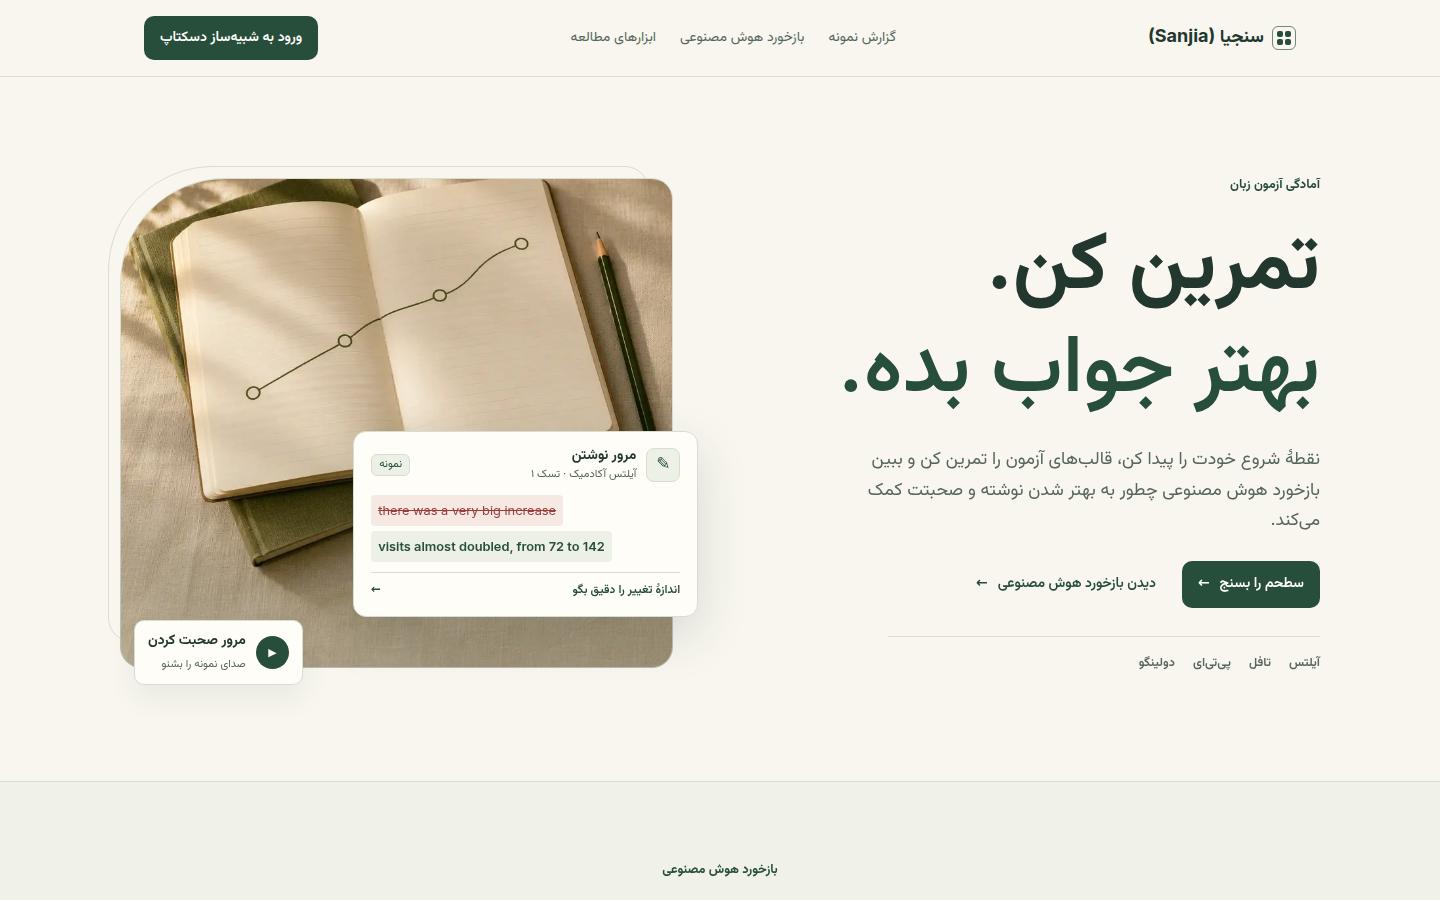 سنجیا (Sanjia)
گزارش نمونه
بازخورد هوش مصنوعی
ابزارهای مطالعه
ورود به شبیه‌ساز دسکتاپ
آمادگی آزمون زبان
تمرین کن.
بهتر جواب بده.
نقطهٔ شروع خودت را پیدا کن، قالب‌های آزمون را تمرین کن و ببین
بازخورد هوش مصنوعی چطور به بهتر شدن نوشته و صحبتت کمک
می‌کند.
سطحم را بسنج ←
دیدن بازخورد هوش مصنوعی ←
آیلتس
تافل
پی‌تی‌ای
دولینگو
مرور نوشتن
آیلتس آکادمیک · تسک ۱
نمونه
there was a very big increase
visits almost doubled, from 72 to 142
اندازهٔ تغییر را دقیق بگو ←
مرور صحبت کردن
صدای نمونه را بشنو
بازخورد هوش مصنوعی